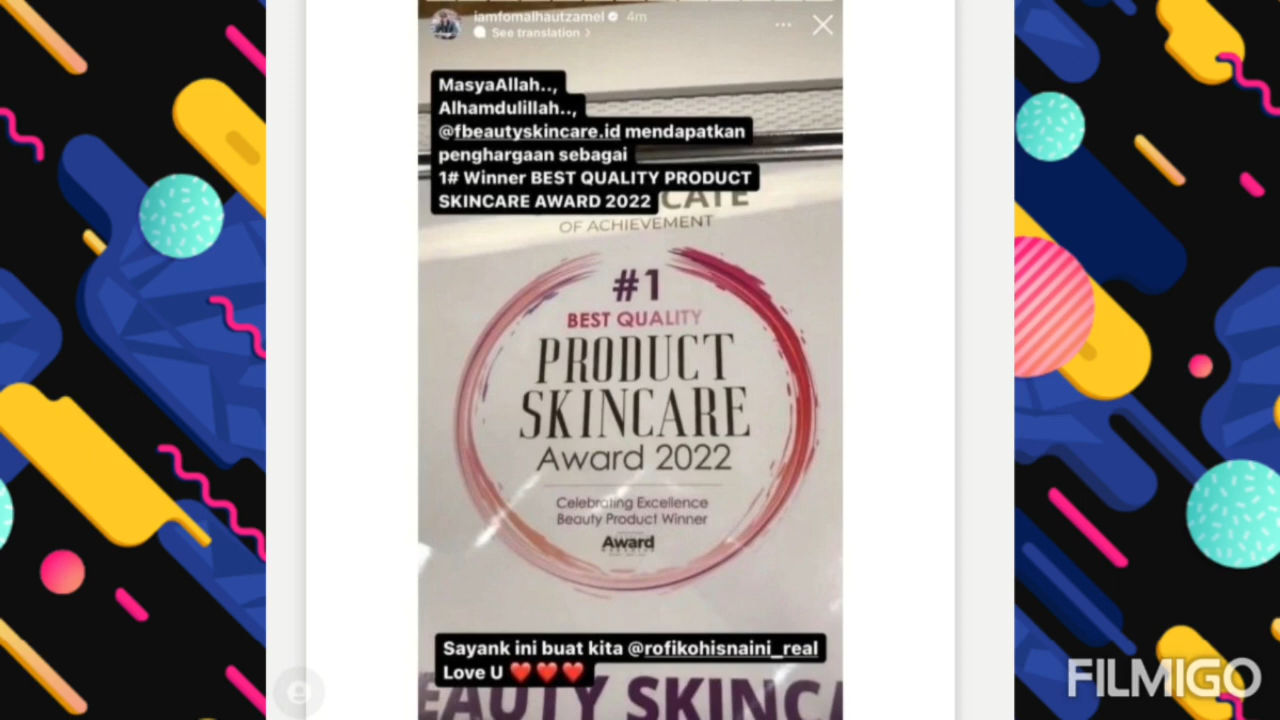 iamfomalhautzamel 4m
See translation
MasyaAllah..,
Alhamdulillah..,
@fbeautyskincare.id mendapatkan
penghargaan sebagai
1# Winner BEST QUALITY PRODUCT
SKINCARE AWARD 2022
CATE
OF ACHIEVEMENT
#1
BEST QUALITY
PRODUCT
SKINCARE
Award 2022
Celebrating Excellence
Beauty Product Winner
Award
Sayank ini buat kita @rofikohisnaini_real
Love U ❤️❤️❤️
EAUTY SKINCA
FILMIGO